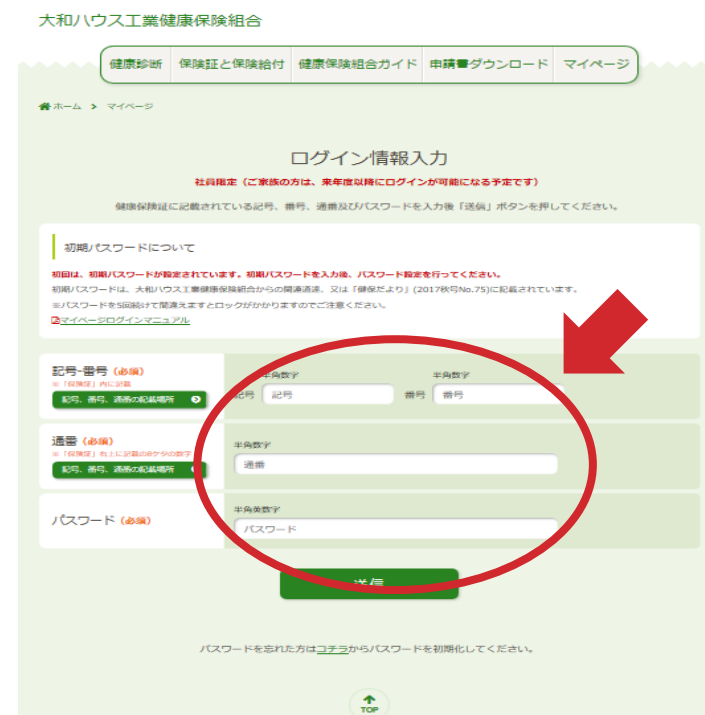 大和ハウス工業健康保険組合
健康診断 保険証と保険給付 健康保険組合ガイド 申請書ダウンロード マイページ
ホーム > マイページ
ログイン情報入力
社員限定（ご家族の方は、来年度以降にログインが可能になる予定です）
健康保険証に記載されている記号、番号、通番及びパスワードを入力後「送信」ボタンを押してください。
初期パスワードについて
初回は、初期パスワードが設定されています。初期パスワードを入力後、パスワード設定を行ってください。
初期パスワードは、大和ハウス工業健康保険組合からの関連通達、又は「健保だより」(2017秋号No.75)に記載されています。
※パスワードを5回続けて間違えますとロックがかかりますのでご注意ください。
マイページログインマニュアル
記号-番号（必須）
※「保険証」内に記載
記号、番号、通番の記載場所
半角数字 半角数字
記号 記号 番号 番号
通番（必須）
※「保険証」右上に記載の8ケタの数字
記号、番号、通番の記載場所
半角数字
通番
パスワード（必須）
半角英数字
パスワード
送信
パスワードを忘れた方はコチラからパスワードを初期化してください。
TOP